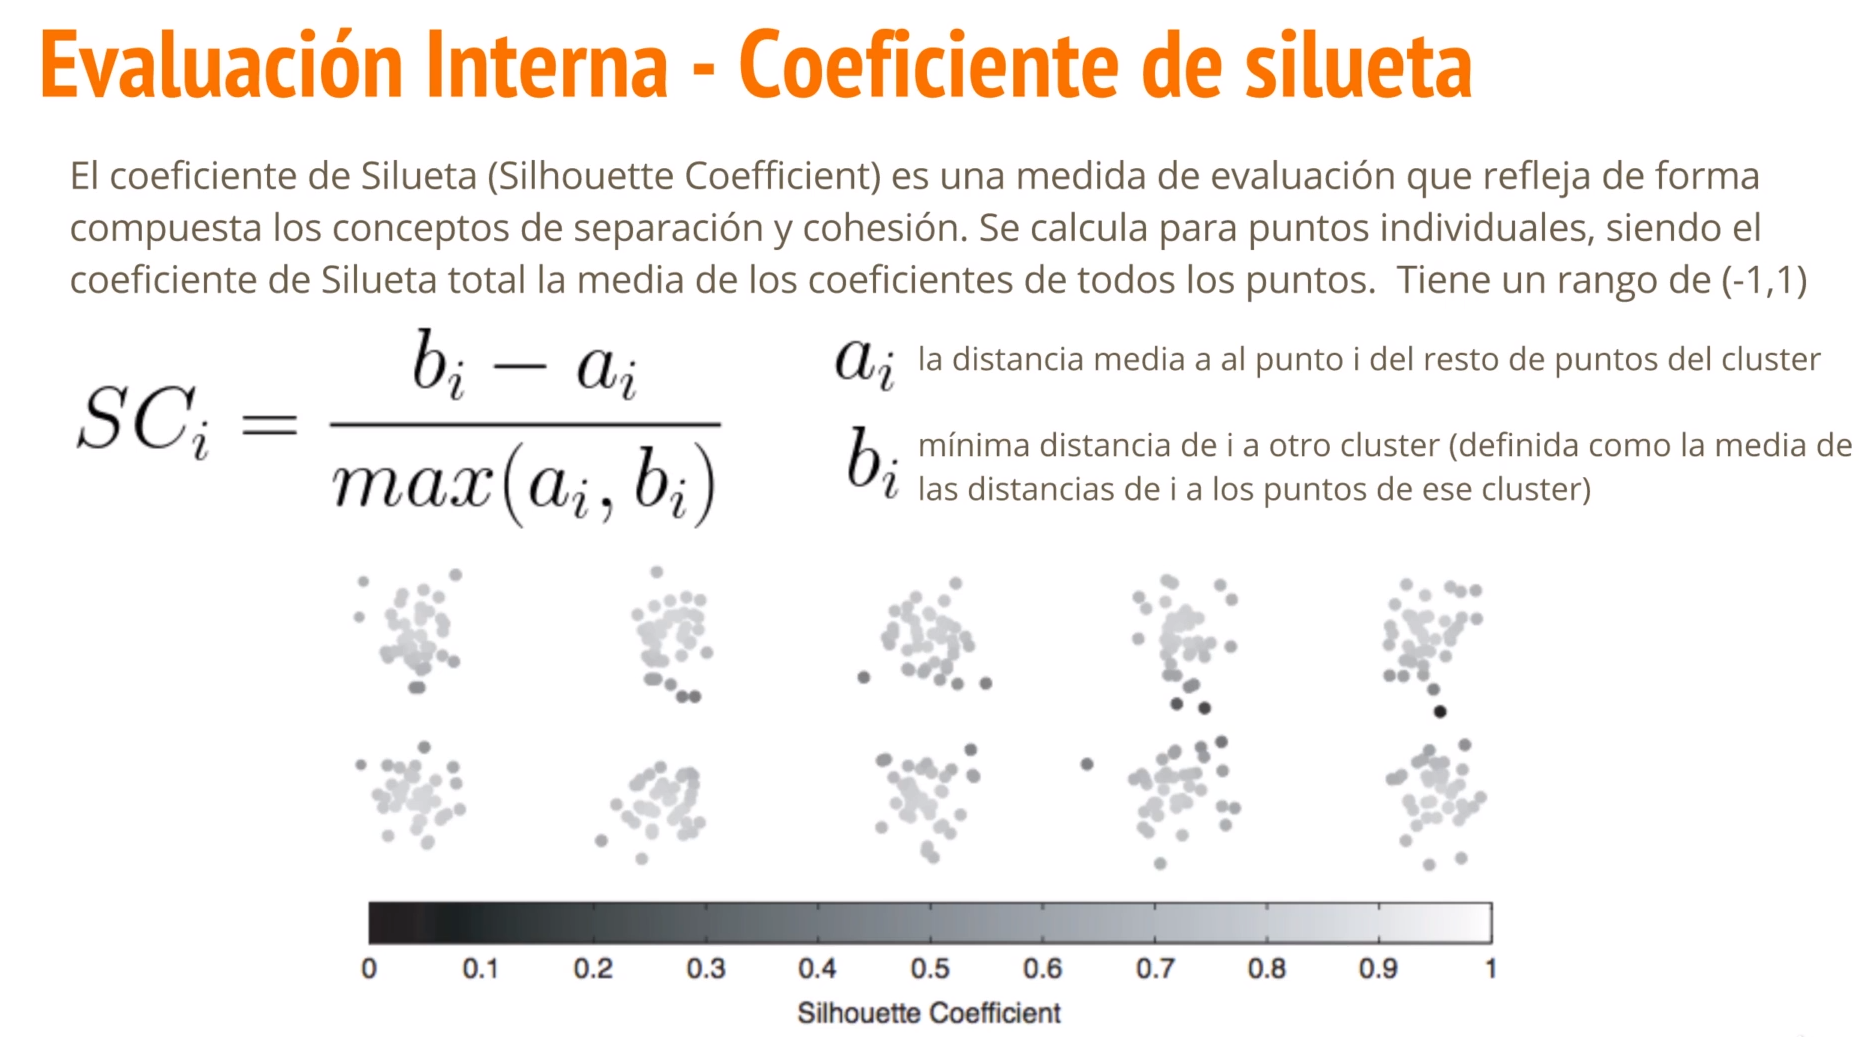 Evaluación Interna - Coeficiente de silueta
El coeficiente de Silueta (Silhouette Coefficient) es una medida de evaluación que refleja de forma
compuesta los conceptos de separación y cohesión. Se calcula para puntos individuales, siendo el
coeficiente de Silueta total la media de los coeficientes de todos los puntos.  Tiene un rango de (-1,1)
SC_i = \frac{b_i - a_i}{max(a_i, b_i)}
a_i la distancia media a al punto i del resto de puntos del cluster
b_i mínima distancia de i a otro cluster (definida como la media de
las distancias de i a los puntos de ese cluster)
0 0.1 0.2 0.3 0.4 0.5 0.6 0.7 0.8 0.9 1
Silhouette Coefficient